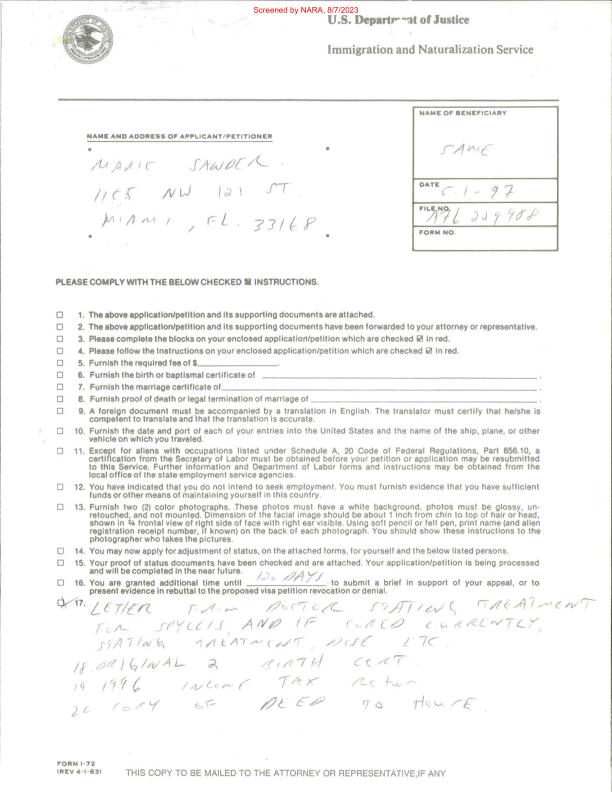 Screened by NARA, 8/7/2023
U.S. Department of Justice
Immigration and Naturalization Service
NAME AND ADDRESS OF APPLICANT/PETITIONER
MARIE SANDER
1155 NW 121 ST.
MIAMI, FL. 33168
NAME OF BENEFICIARY
SAME
DATE 5-1-97
FILE NO. A76 229 908
FORM NO.
PLEASE COMPLY WITH THE BELOW CHECKED ☒ INSTRUCTIONS.
☐ 1. The above application/petition and its supporting documents are attached.
☐ 2. The above application/petition and its supporting documents have been forwarded to your attorney or representative.
☐ 3. Please complete the blocks on your enclosed application/petition which are checked ☑ in red.
☐ 4. Please follow the Instructions on your enclosed application/petition which are checked ☑ in red.
☐ 5. Furnish the required fee of $
☐ 6. Furnish the birth or baptismal certificate of
☐ 7. Furnish the marriage certificate of
☐ 8. Furnish proof of death or legal termination of marriage of
☐ 9. A foreign document must be accompanied by a translation in English. The translator must certify that he/she is
competent to translate and that the translation is accurate.
☐ 10. Furnish the date and port of each of your entries into the United States and the name of the ship, plane, or other
vehicle on which you traveled.
☐ 11. Except for aliens with occupations listed under Schedule A, 20 Code of Federal Regulations, Part 656.10, a
certification from the Secretary of Labor must be obtained before your petition or application may be resubmitted
to this Service. Further information and Department of Labor forms and instructions may be obtained from the
local office of the state employment service agencies.
☐ 12. You have indicated that you do not intend to seek employment. You must furnish evidence that you have sufficient
funds or other means of maintaining yourself in this country.
☐ 13. Furnish two (2) color photographs. These photos must have a white background, photos must be glossy, un-
retouched, and not mounted. Dimension of the facial image should be about 1 inch from chin to top of hair or head,
shown in ¾ frontal view of right side of face with right ear visible. Using soft pencil or felt pen, print name (and alien
registration receipt number, if known) on the back of each photograph. You should show these instructions to the
photographer who takes the pictures.
☐ 14. You may now apply for adjustment of status, on the attached forms, for yourself and the below listed persons.
☐ 15. Your proof of status documents have been checked and are attached. Your application/petition is being processed
and will be completed in the near future.
☐ 16. You are granted additional time until 120 DAYS to submit a brief in support of your appeal, or to
present evidence in rebuttal to the proposed visa petition revocation or denial.
☒ 17. LETTER FROM DOCTOR STATING TREATMENT
FOR SPYLLIS, AND IF CURED CURRENTLY,
STATING TREATMENT, DISE ETC.
18 ORIGINAL 2 BIRTH CERT.
19 1996 INCOME TAX Return
20 COPY OF DEED TO HOUSE.
FORM I-72
(REV 4-1-83)
THIS COPY TO BE MAILED TO THE ATTORNEY OR REPRESENTATIVE, IF ANY